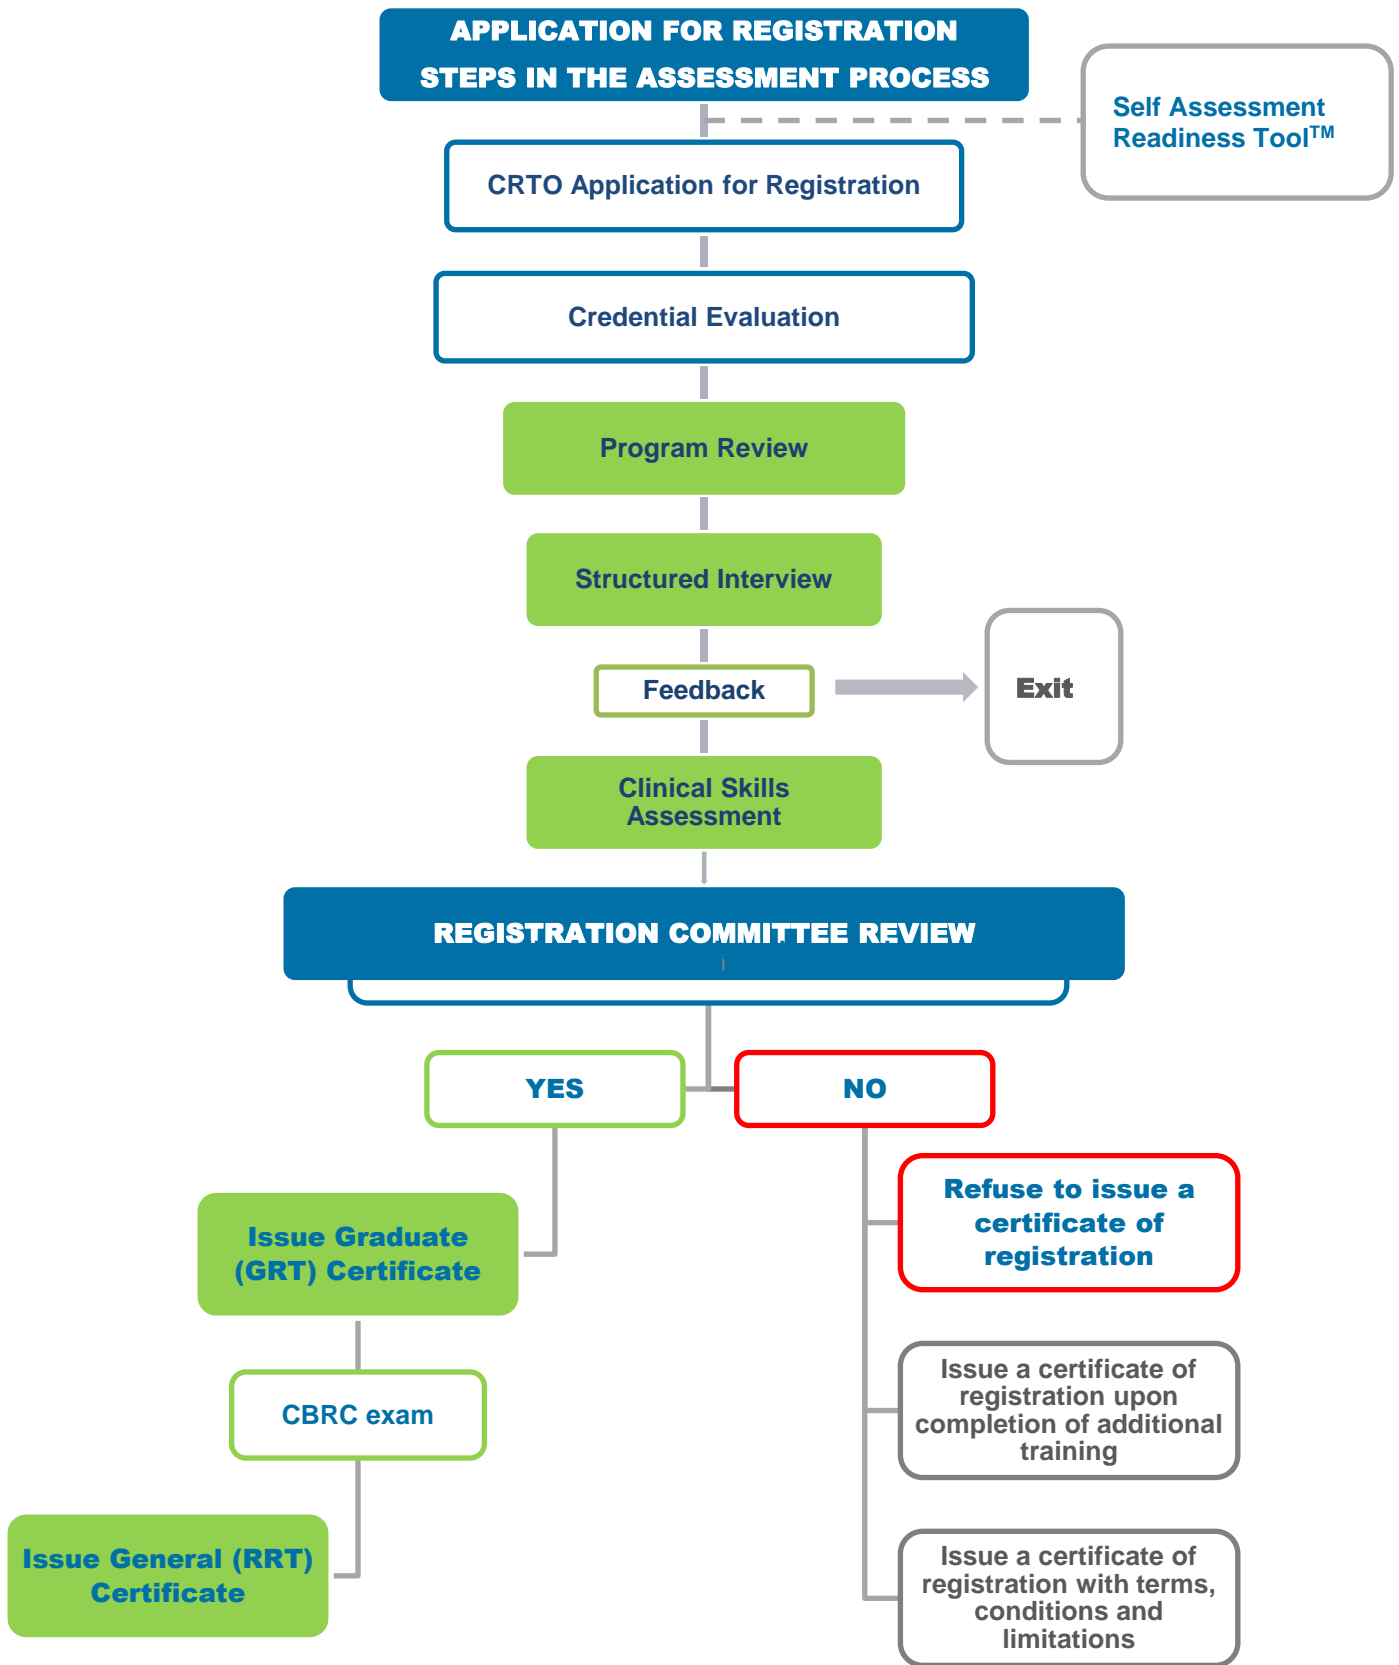 APPLICATION FOR REGISTRATION
STEPS IN THE ASSESSMENT PROCESS
Self Assessment
Readiness Tool™
CRTO Application for Registration
Credential Evaluation
Program Review
Structured Interview
Feedback
Exit
Clinical Skills
Assessment
REGISTRATION COMMITTEE REVIEW
YES
NO
Refuse to issue a
certificate of
registration
Issue Graduate
(GRT) Certificate
Issue a certificate of
registration upon
completion of additional
training
CBRC exam
Issue General (RRT)
Certificate
Issue a certificate of
registration with terms,
conditions and
limitations